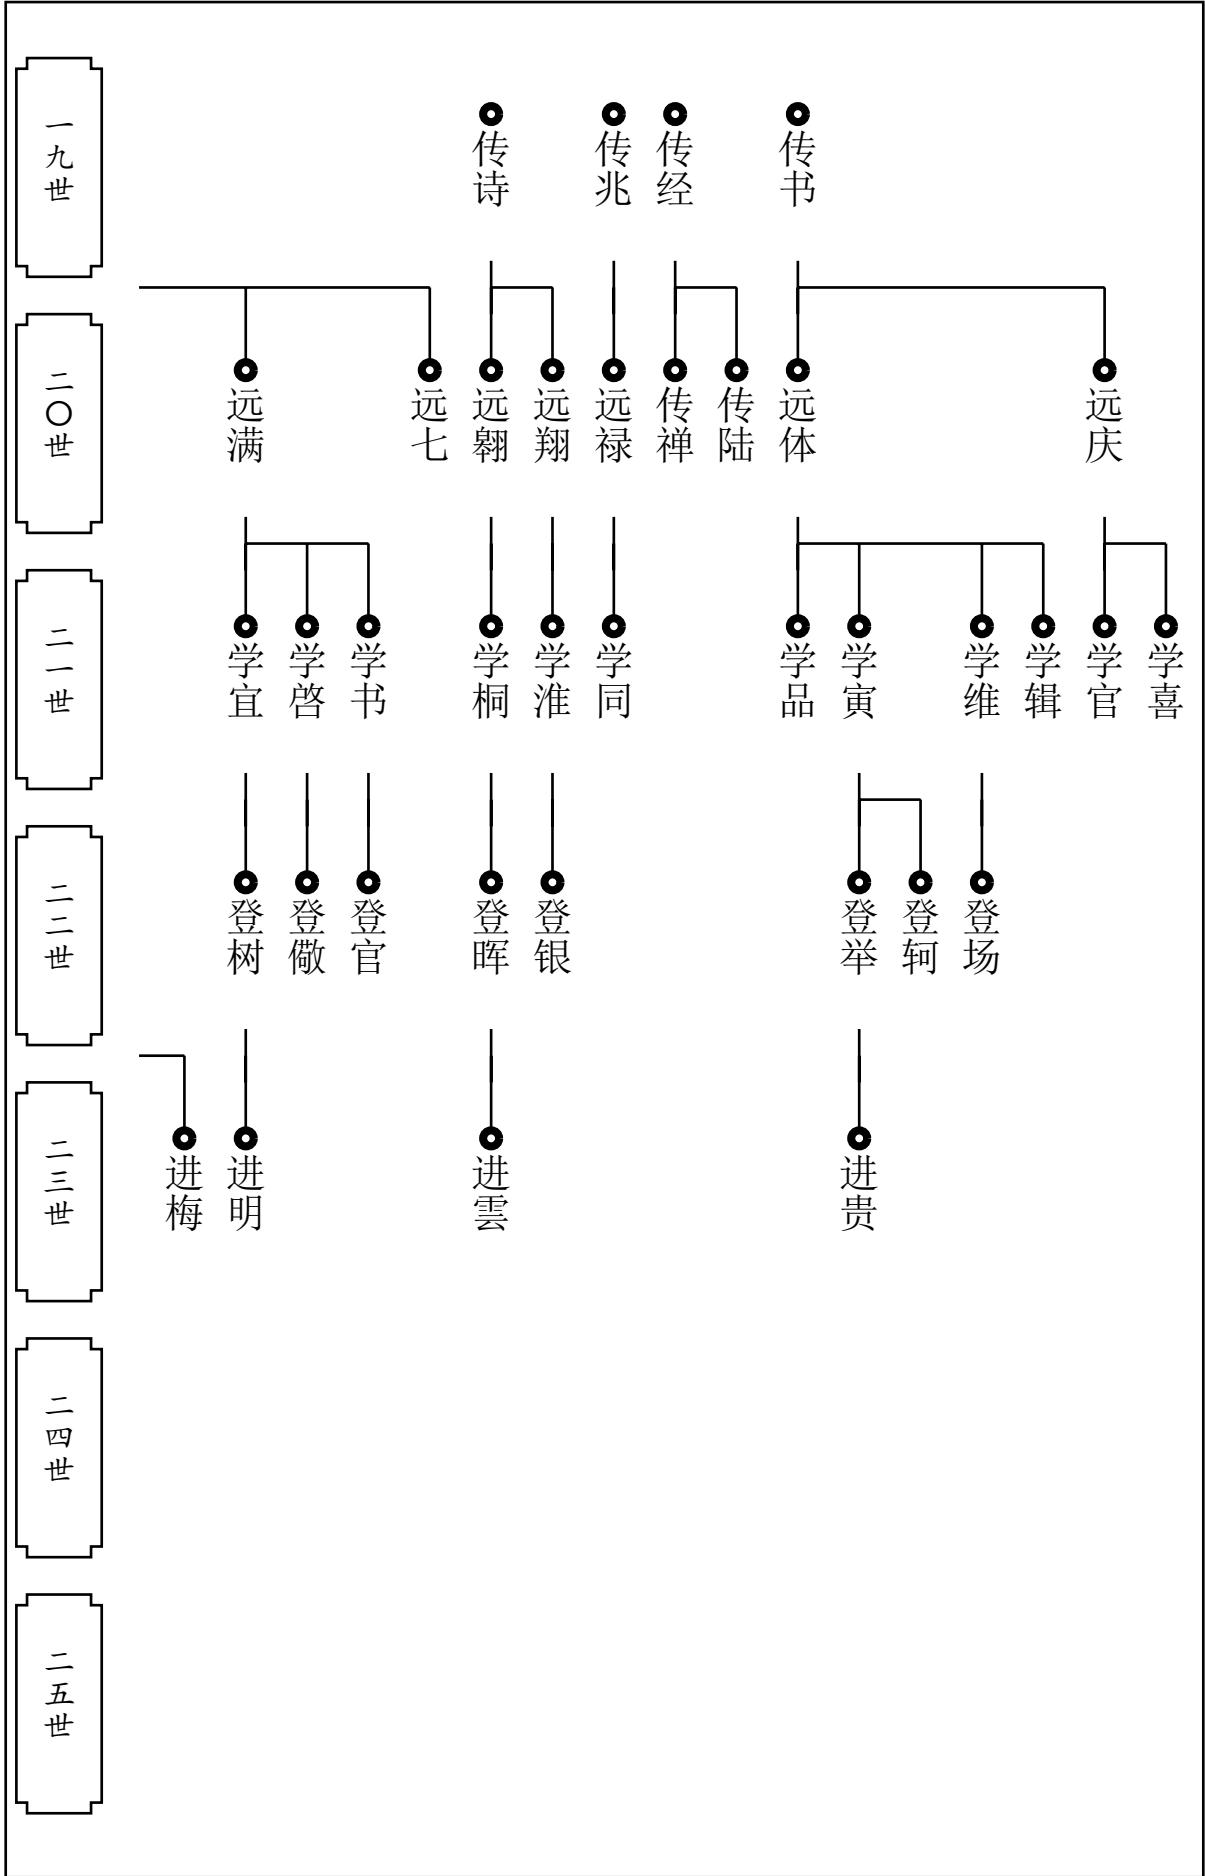 一九世
传诗
传兆
传经
传书
二〇世
远满
远七
远翱
远翔
远禄
传禅
传陆
远体
远庆
二一世
学宜
学啓
学书
学桐
学淮
学同
学品
学寅
学维
学辑
学官
学喜
二二世
登树
登儆
登官
登晖
登银
登举
登轲
登场
二三世
进梅
进明
进雲
进贵
二四世
二五世